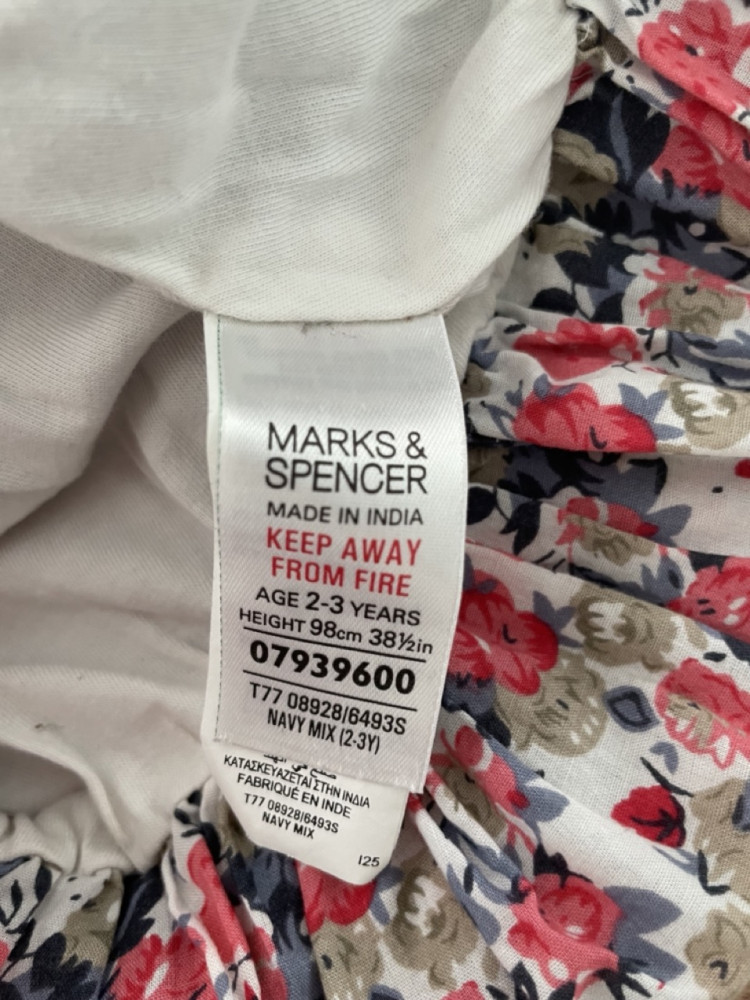 MARKS &
SPENCER
MADE IN INDIA
KEEP AWAY
FROM FIRE
AGE 2-3 YEARS
HEIGHT 98cm 38½in
07939600
T77 08928/6493S
NAVY MIX (2-3Y)
ΚΑΤΑΣΚΕΥΑΖΕΤΑΙ ΣΤΗΝ ΙΝΔΙΑ
FABRIQUÉ EN INDE
T77 08928/6493S
NAVY MIX
I25